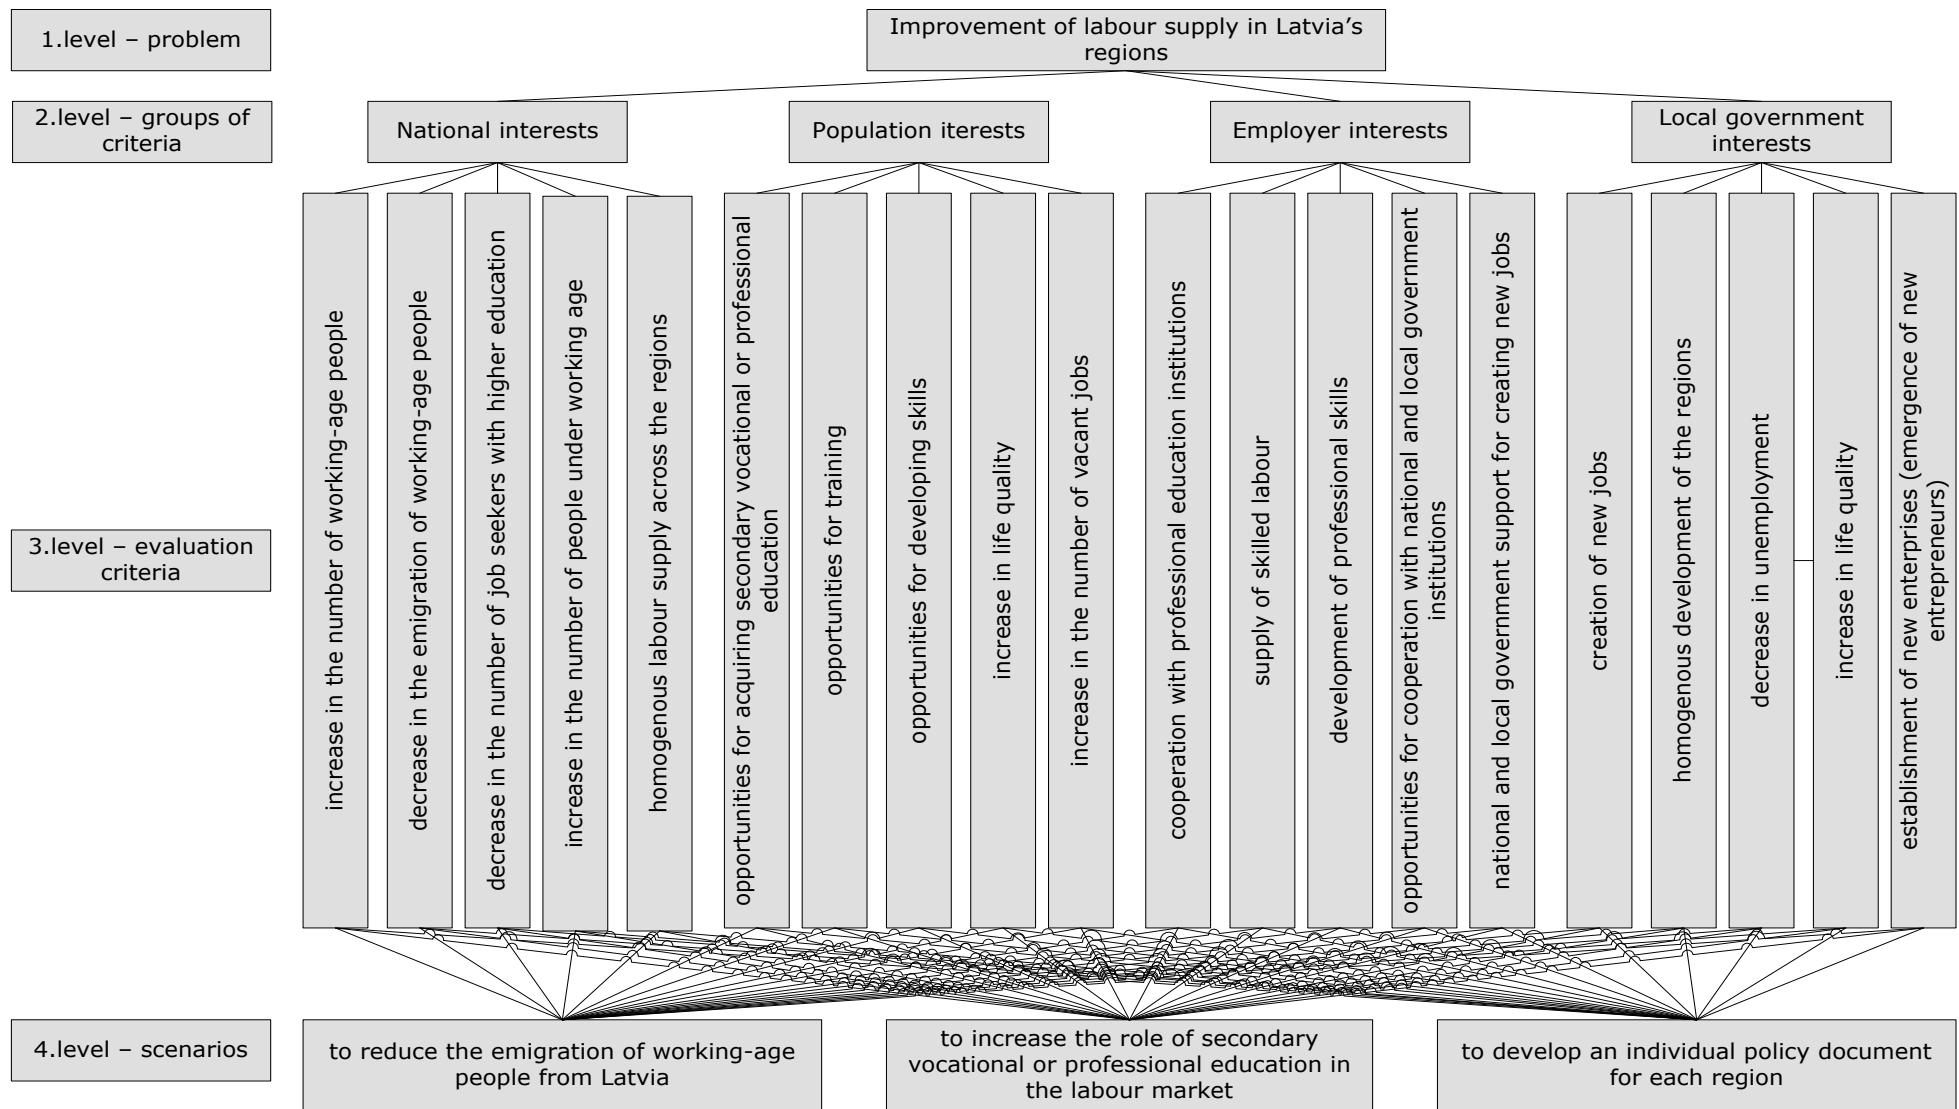 1.level – problem
Improvement of labour supply in Latvia's
regions
2.level – groups of
criteria
National interests
Population iterests
Employer interests
Local government
interests
3.level – evaluation
criteria
increase in the number of working-age people
decrease in the emigration of working-age people
decrease in the number of job seekers with higher education
increase in the number of people under working age
homogenous labour supply across the regions
opportunities for acquiring secondary vocational or professional
education
opportunities for training
opportunities for developing skills
increase in life quality
increase in the number of vacant jobs
cooperation with professional education institutions
supply of skilled labour
development of professional skills
opportunities for cooperation with national and local government
institutions
national and local government support for creating new jobs
creation of new jobs
homogenous development of the regions
decrease in unemployment
increase in life quality
establishment of new enterprises (emergence of new
entrepreneurs)
4.level – scenarios
to reduce the emigration of working-age
people from Latvia
to increase the role of secondary
vocational or professional education in
the labour market
to develop an individual policy document
for each region